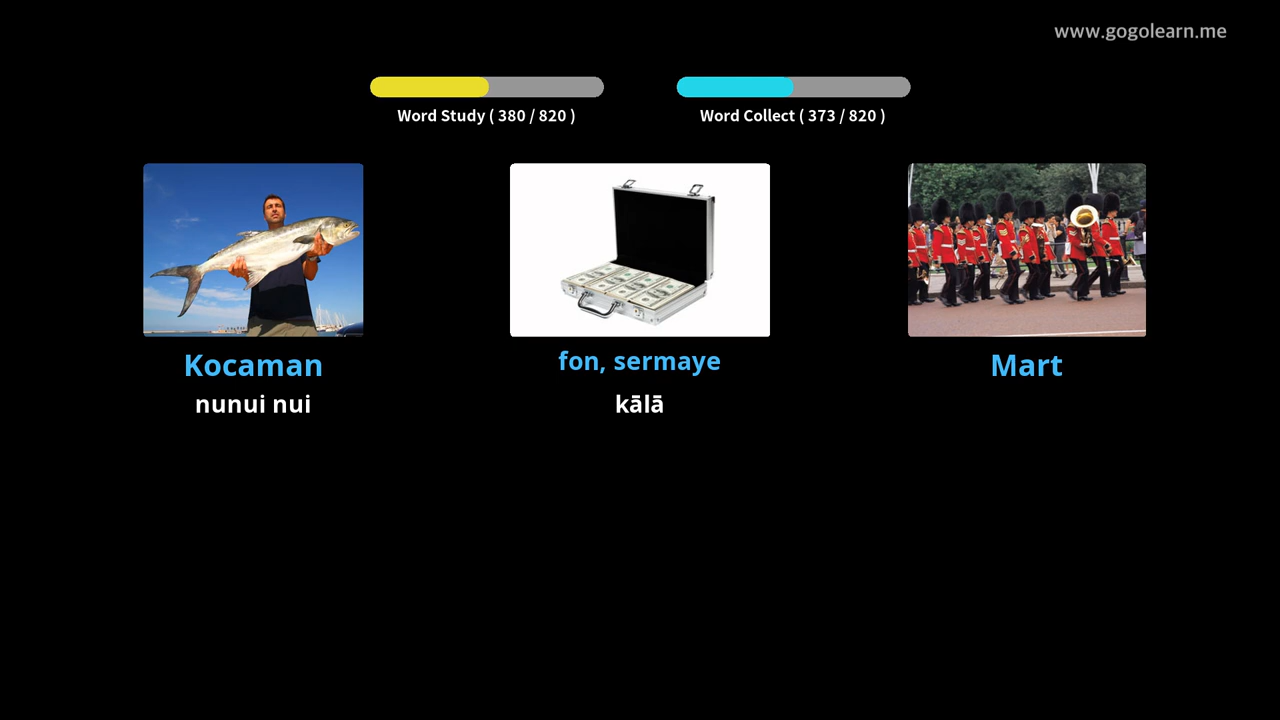 www.gogolearn.me
Word Study ( 380 / 820 )
Word Collect ( 373 / 820 )
Kocaman
nunui nui
fon, sermaye
kālā
Mart